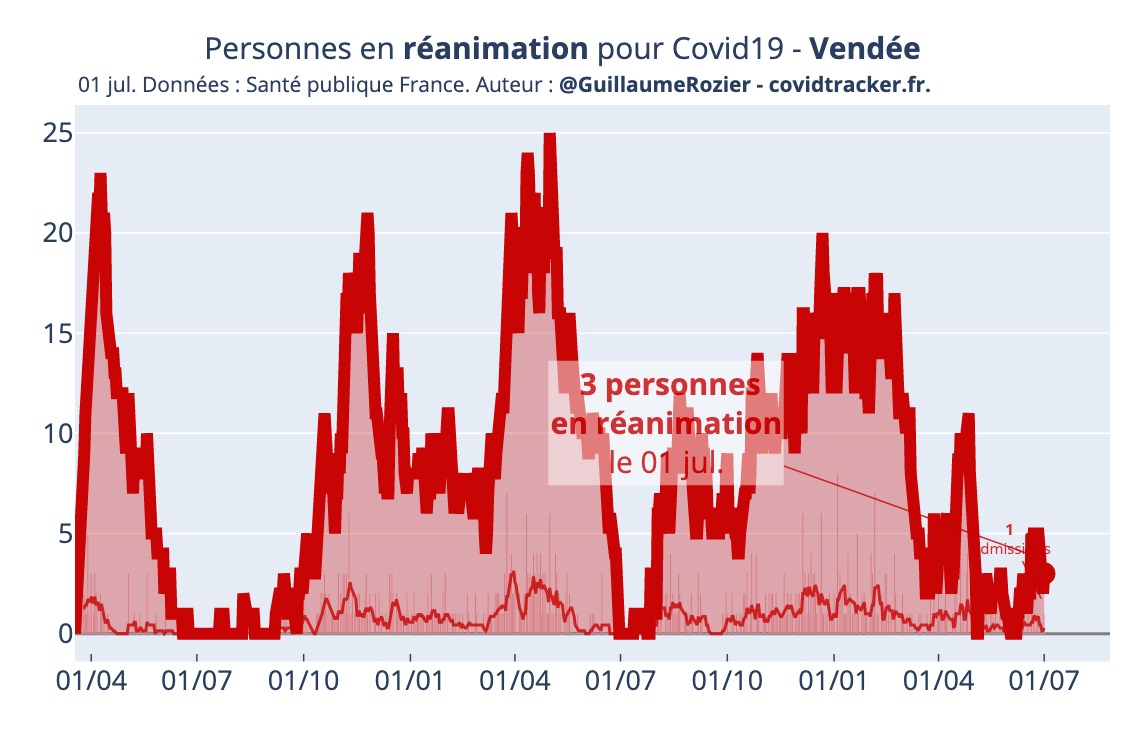 Personnes en réanimation pour Covid19 - Vendée
01 jul. Données : Santé publique France. Auteur : @GuillaumeRozier - covidtracker.fr.
25
20
15
10
5
0
3 personnes
en réanimation
le 01 jul.
1
01/04 01/07 01/10 01/01 01/04 01/07 01/10 01/01 01/04 01/07